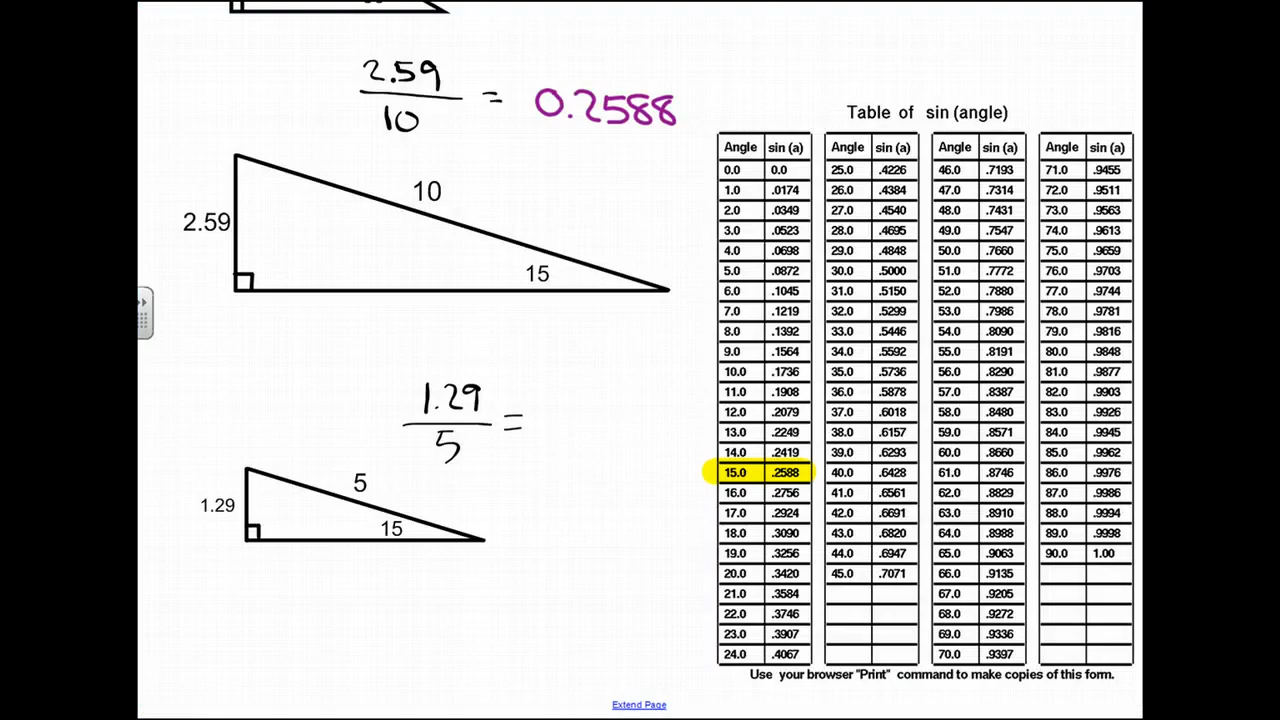 2.59
10
= 0.2588
10
2.59
15
1.29
5
=
5
1.29
15
Table of sin (angle)
Angle sin (a) Angle sin (a) Angle sin (a) Angle sin (a)
0.0 0.0 25.0 .4226 46.0 .7193 71.0 .9455
1.0 .0174 26.0 .4384 47.0 .7314 72.0 .9511
2.0 .0349 27.0 .4540 48.0 .7431 73.0 .9563
3.0 .0523 28.0 .4695 49.0 .7547 74.0 .9613
4.0 .0698 29.0 .4848 50.0 .7660 75.0 .9659
5.0 .0872 30.0 .5000 51.0 .7772 76.0 .9703
6.0 .1045 31.0 .5150 52.0 .7880 77.0 .9744
7.0 .1219 32.0 .5299 53.0 .7986 78.0 .9781
8.0 .1392 33.0 .5446 54.0 .8090 79.0 .9816
9.0 .1564 34.0 .5592 55.0 .8191 80.0 .9848
10.0 .1736 35.0 .5736 56.0 .8290 81.0 .9877
11.0 .1908 36.0 .5878 57.0 .8387 82.0 .9903
12.0 .2079 37.0 .6018 58.0 .8480 83.0 .9926
13.0 .2249 38.0 .6157 59.0 .8571 84.0 .9945
14.0 .2419 39.0 .6293 60.0 .8660 85.0 .9962
15.0 .2588 40.0 .6428 61.0 .8746 86.0 .9976
16.0 .2756 41.0 .6561 62.0 .8829 87.0 .9986
17.0 .2924 42.0 .6691 63.0 .8910 88.0 .9994
18.0 .3090 43.0 .6820 64.0 .8988 89.0 .9998
19.0 .3256 44.0 .6947 65.0 .9063 90.0 1.00
20.0 .3420 45.0 .7071 66.0 .9135
21.0 .3584 67.0 .9205
22.0 .3746 68.0 .9272
23.0 .3907 69.0 .9336
24.0 .4067 70.0 .9397
Use your browser "Print" command to make copies of this form.
Extend Page